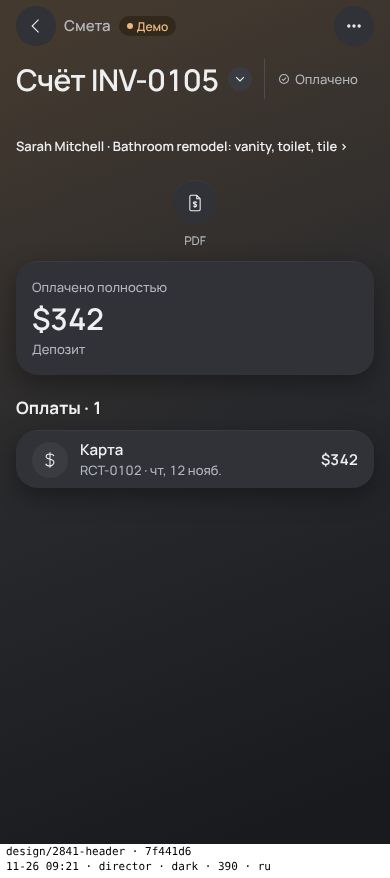 Смета Демо
Счёт INV-0105 Оплачено
Sarah Mitchell · Bathroom remodel: vanity, toilet, tile ›
PDF
Оплачено полностью
$342
Депозит
Оплаты · 1
Карта
RCT-0102 · чт, 12 нояб.
$342
design/2841-header · 7f441d6
11-26 09:21 · director · dark · 390 · ru